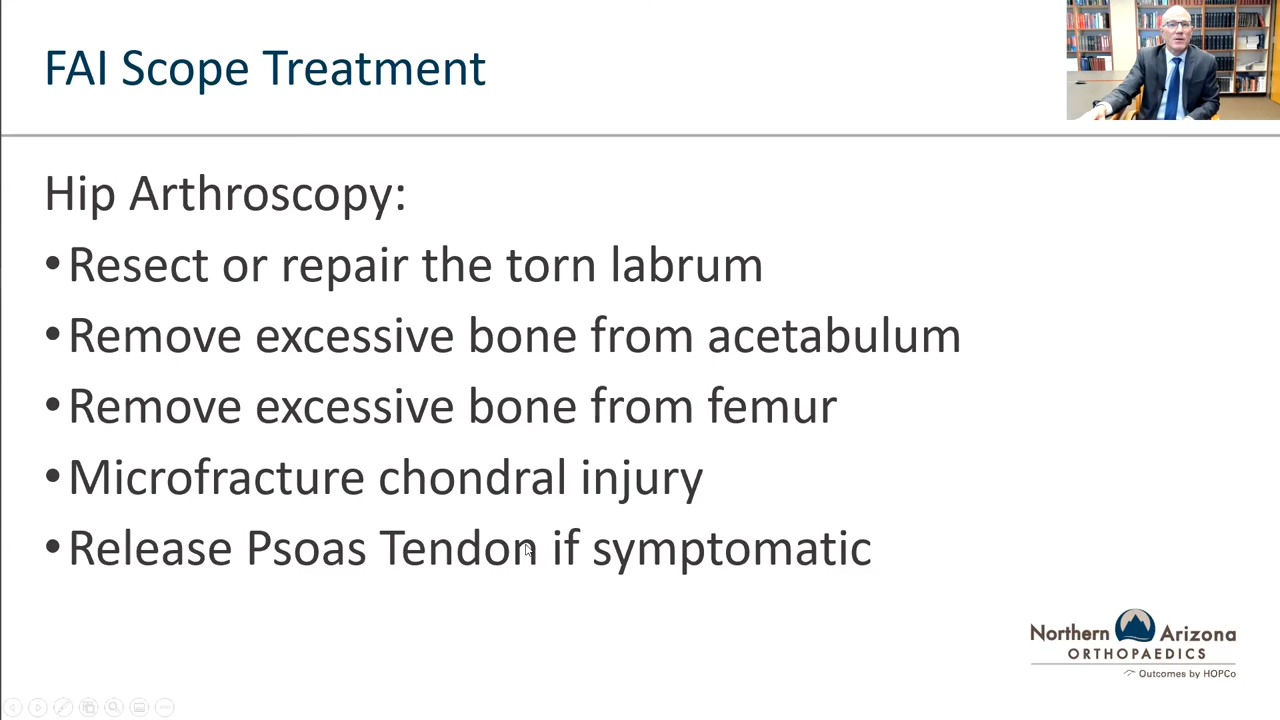 FAI Scope Treatment
Hip Arthroscopy:
•Resect or repair the torn labrum
•Remove excessive bone from acetabulum
•Remove excessive bone from femur
•Microfracture chondral injury
•Release Psoas Tendon if symptomatic
Northern Arizona
ORTHOPAEDICS
Outcomes by HOPCo